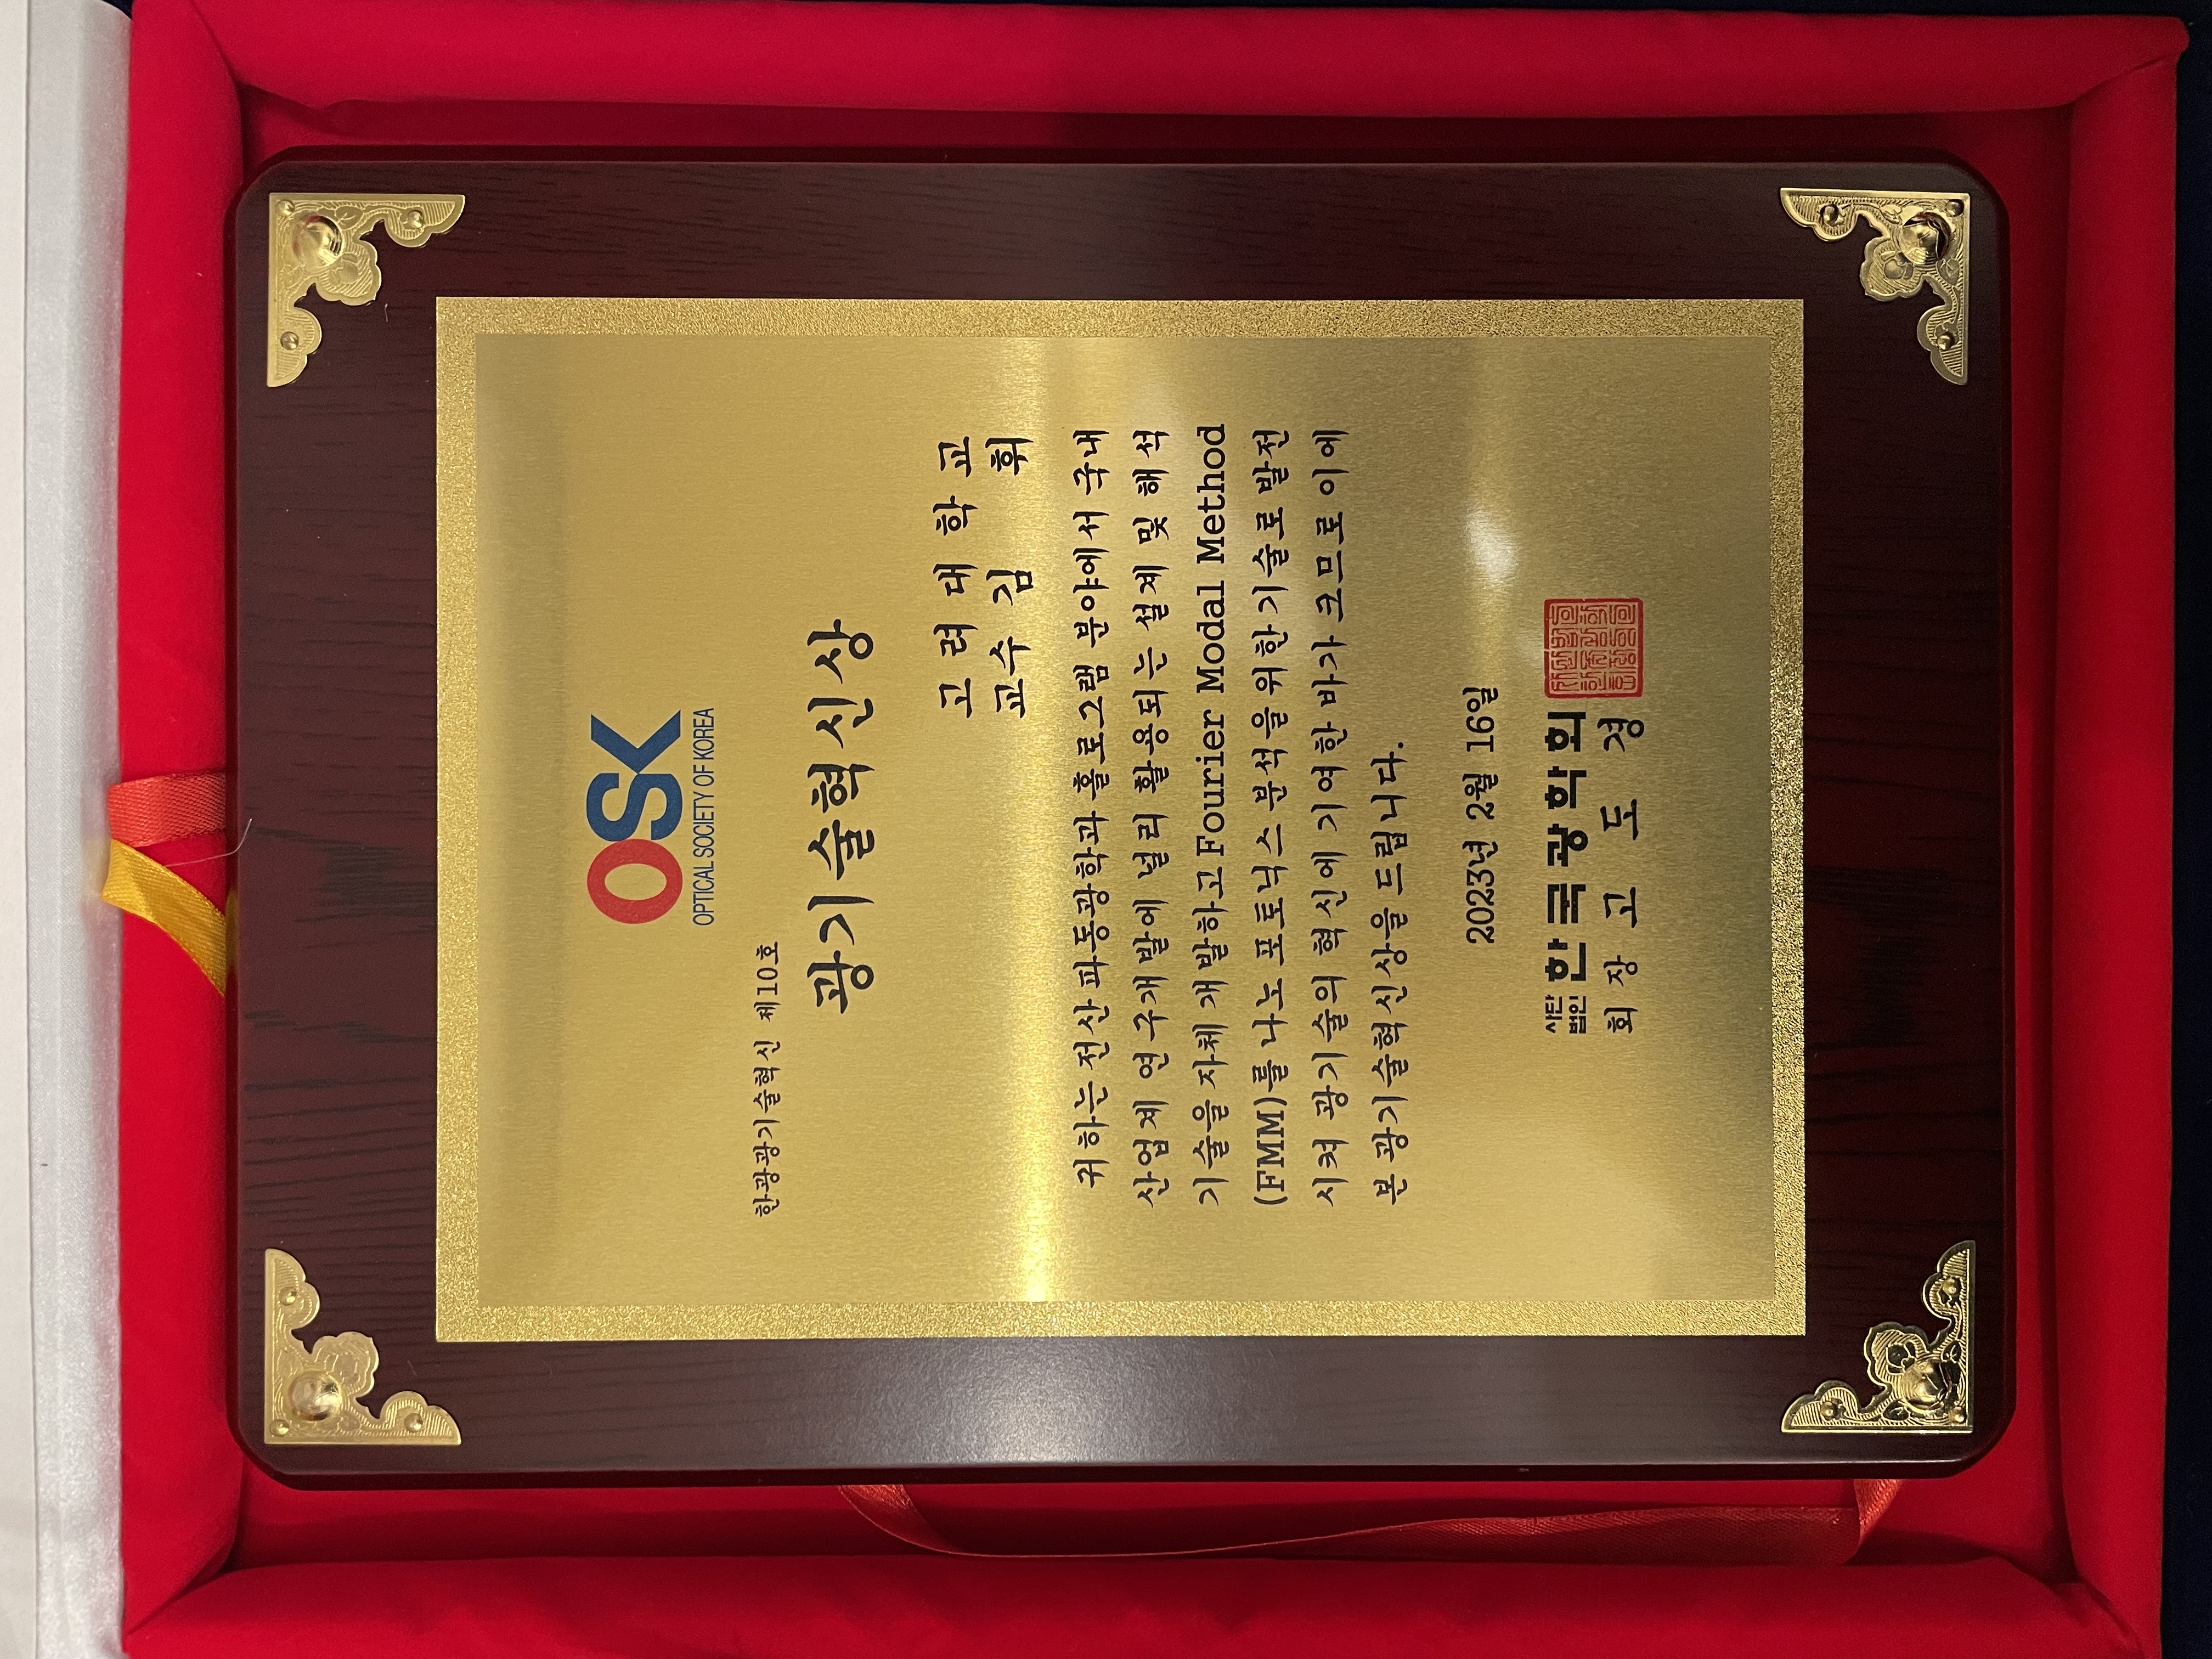 OSK
OPTICAL SOCIETY OF KOREA
한광광기술혁신 제10호
광기술혁신상
고려대학교
교수 김 휘
귀하는 전산 파동광학과 홀로그램 분야에서 국내
산업계 연구개발에 널리 활용되는 설계 및 해석
기술을 자체 개발하고 Fourier Modal Method
(FMM)를 나노 포토닉스 분석을 위한 기술로 발전
시켜 광기술의 혁신에 기여한 바가 크므로 이에
본 광기술혁신상을 드립니다.
2023년 2월 16일
사단법인 한국광학회
회장 고 도 경